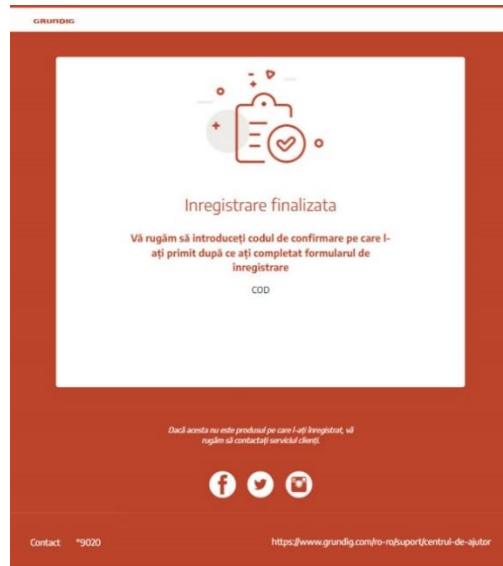 GRUNDIG
Inregistrare finalizata
Vă rugăm să introduceți codul de confirmare pe care l-
ați primit după ce ați completat formularul de
înregistrare
COD
Dacă acesta nu este produsul pe care l-ați înregistrat, vă
rugăm să contactați serviciul clienți.
Contact *9020 https://www.grundig.com/ro-ro/suport/centrul-de-ajutor